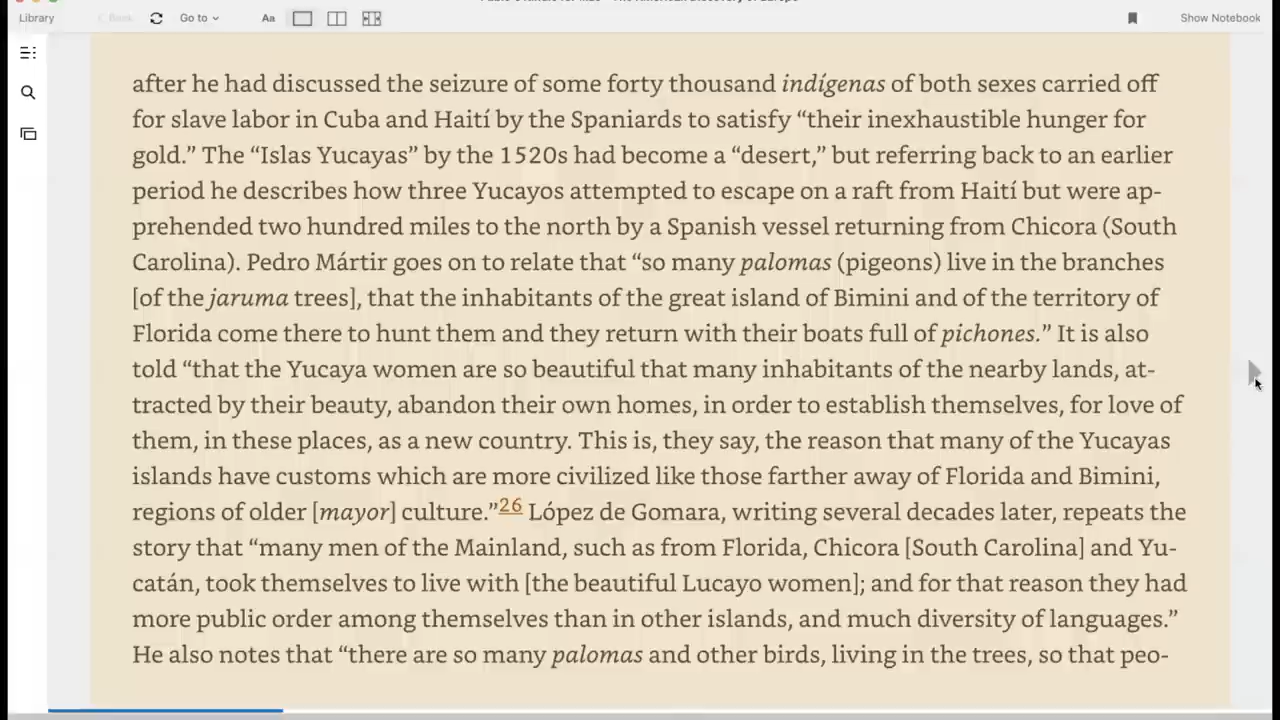 Library
Back
Go to
Aa
Show Notebook
after he had discussed the seizure of some forty thousand indígenas of both sexes carried off
for slave labor in Cuba and Haití by the Spaniards to satisfy “their inexhaustible hunger for
gold.” The “Islas Yucayas” by the 1520s had become a “desert,” but referring back to an earlier
period he describes how three Yucayos attempted to escape on a raft from Haití but were ap-
prehended two hundred miles to the north by a Spanish vessel returning from Chicora (South
Carolina). Pedro Mártir goes on to relate that “so many palomas (pigeons) live in the branches
[of the jaruma trees], that the inhabitants of the great island of Bimini and of the territory of
Florida come there to hunt them and they return with their boats full of pichones.” It is also
told “that the Yucaya women are so beautiful that many inhabitants of the nearby lands, at-
tracted by their beauty, abandon their own homes, in order to establish themselves, for love of
them, in these places, as a new country. This is, they say, the reason that many of the Yucayas
islands have customs which are more civilized like those farther away of Florida and Bimini,
regions of older [mayor] culture.”26 López de Gomara, writing several decades later, repeats the
story that “many men of the Mainland, such as from Florida, Chicora [South Carolina] and Yu-
catán, took themselves to live with [the beautiful Lucayo women]; and for that reason they had
more public order among themselves than in other islands, and much diversity of languages.”
He also notes that “there are so many palomas and other birds, living in the trees, so that peo-